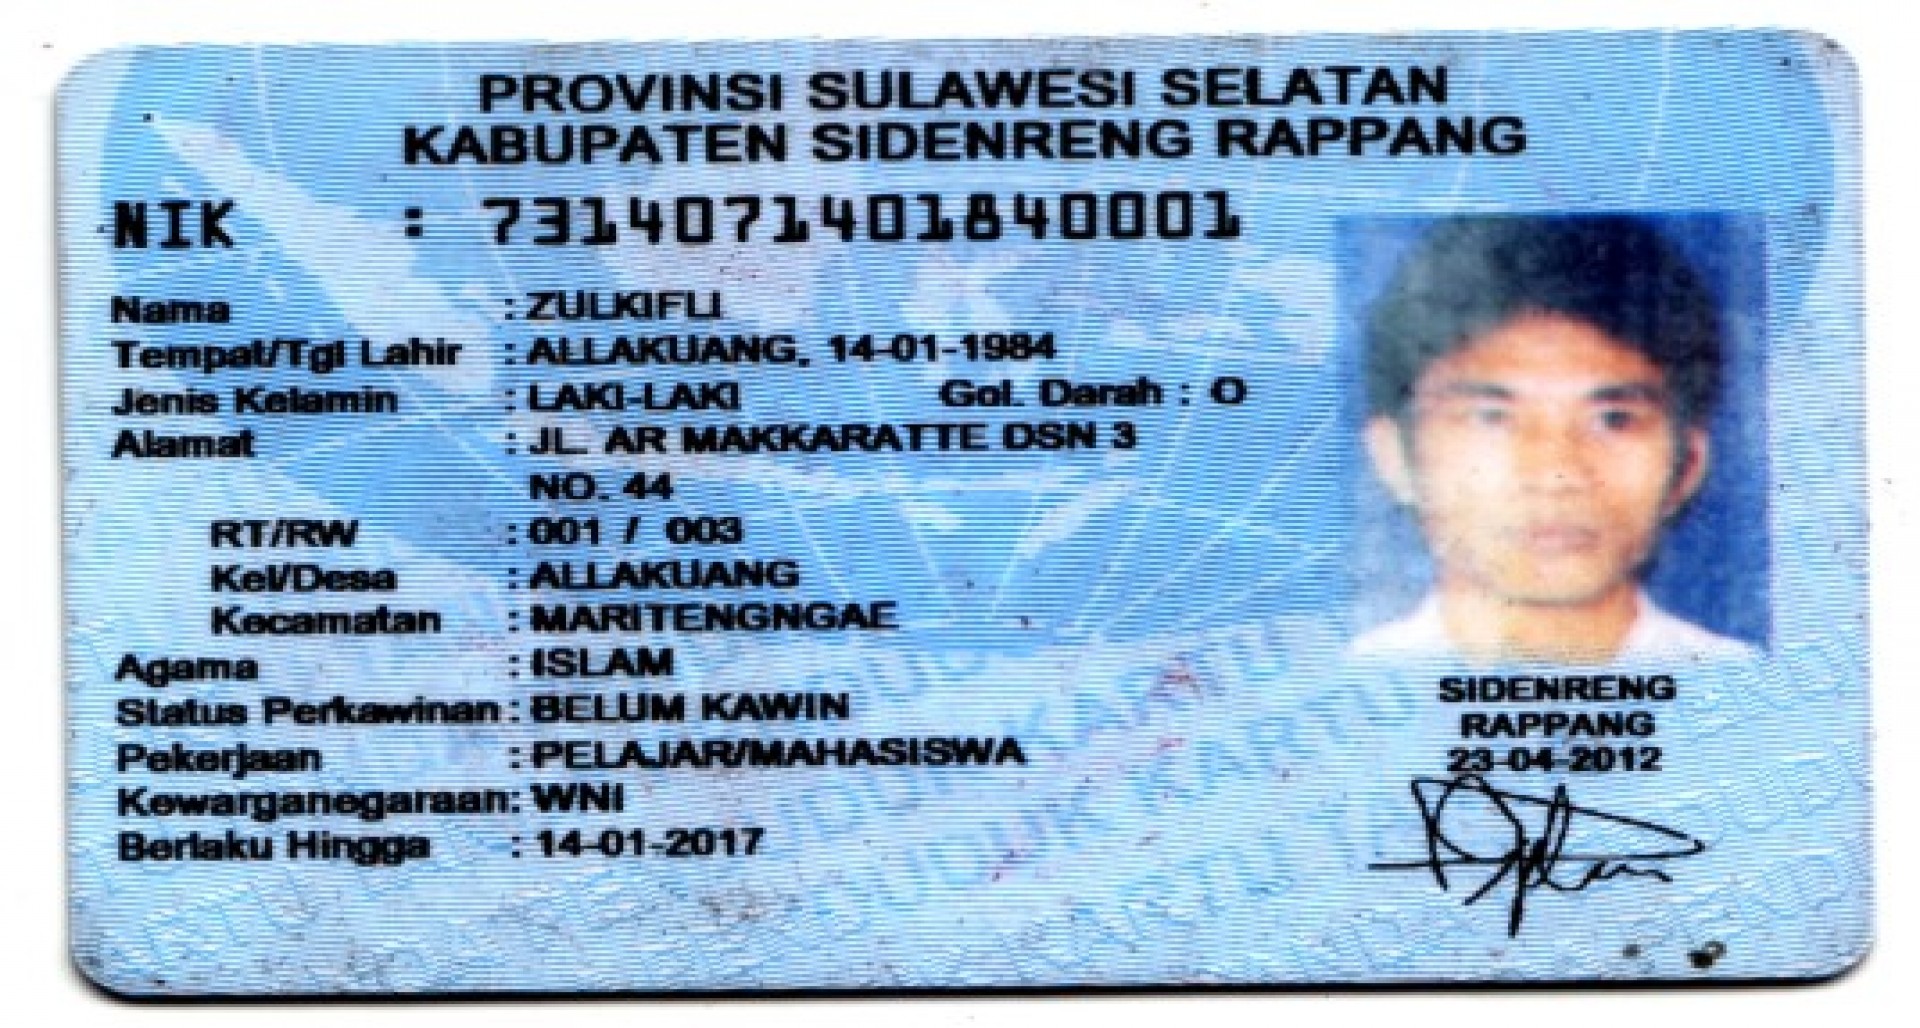 PROVINSI SULAWESI SELATAN
KABUPATEN SIDENRENG RAPPANG
NIK : 7314071401840001
Nama : ZULKIFLI
Tempat/Tgl Lahir : ALLAKUANG, 14-01-1984
Jenis Kelamin : LAKI-LAKI Gol. Darah : O
Alamat : JL. AR MAKKARATTE DSN 3
NO. 44
RT/RW : 001 / 003
Kel/Desa : ALLAKUANG
Kecamatan : MARITENGNGAE
Agama : ISLAM
Status Perkawinan : BELUM KAWIN
Pekerjaan : PELAJAR/MAHASISWA
Kewarganegaraan : WNI
Berlaku Hingga : 14-01-2017
SIDENRENG
RAPPANG
23-04-2012